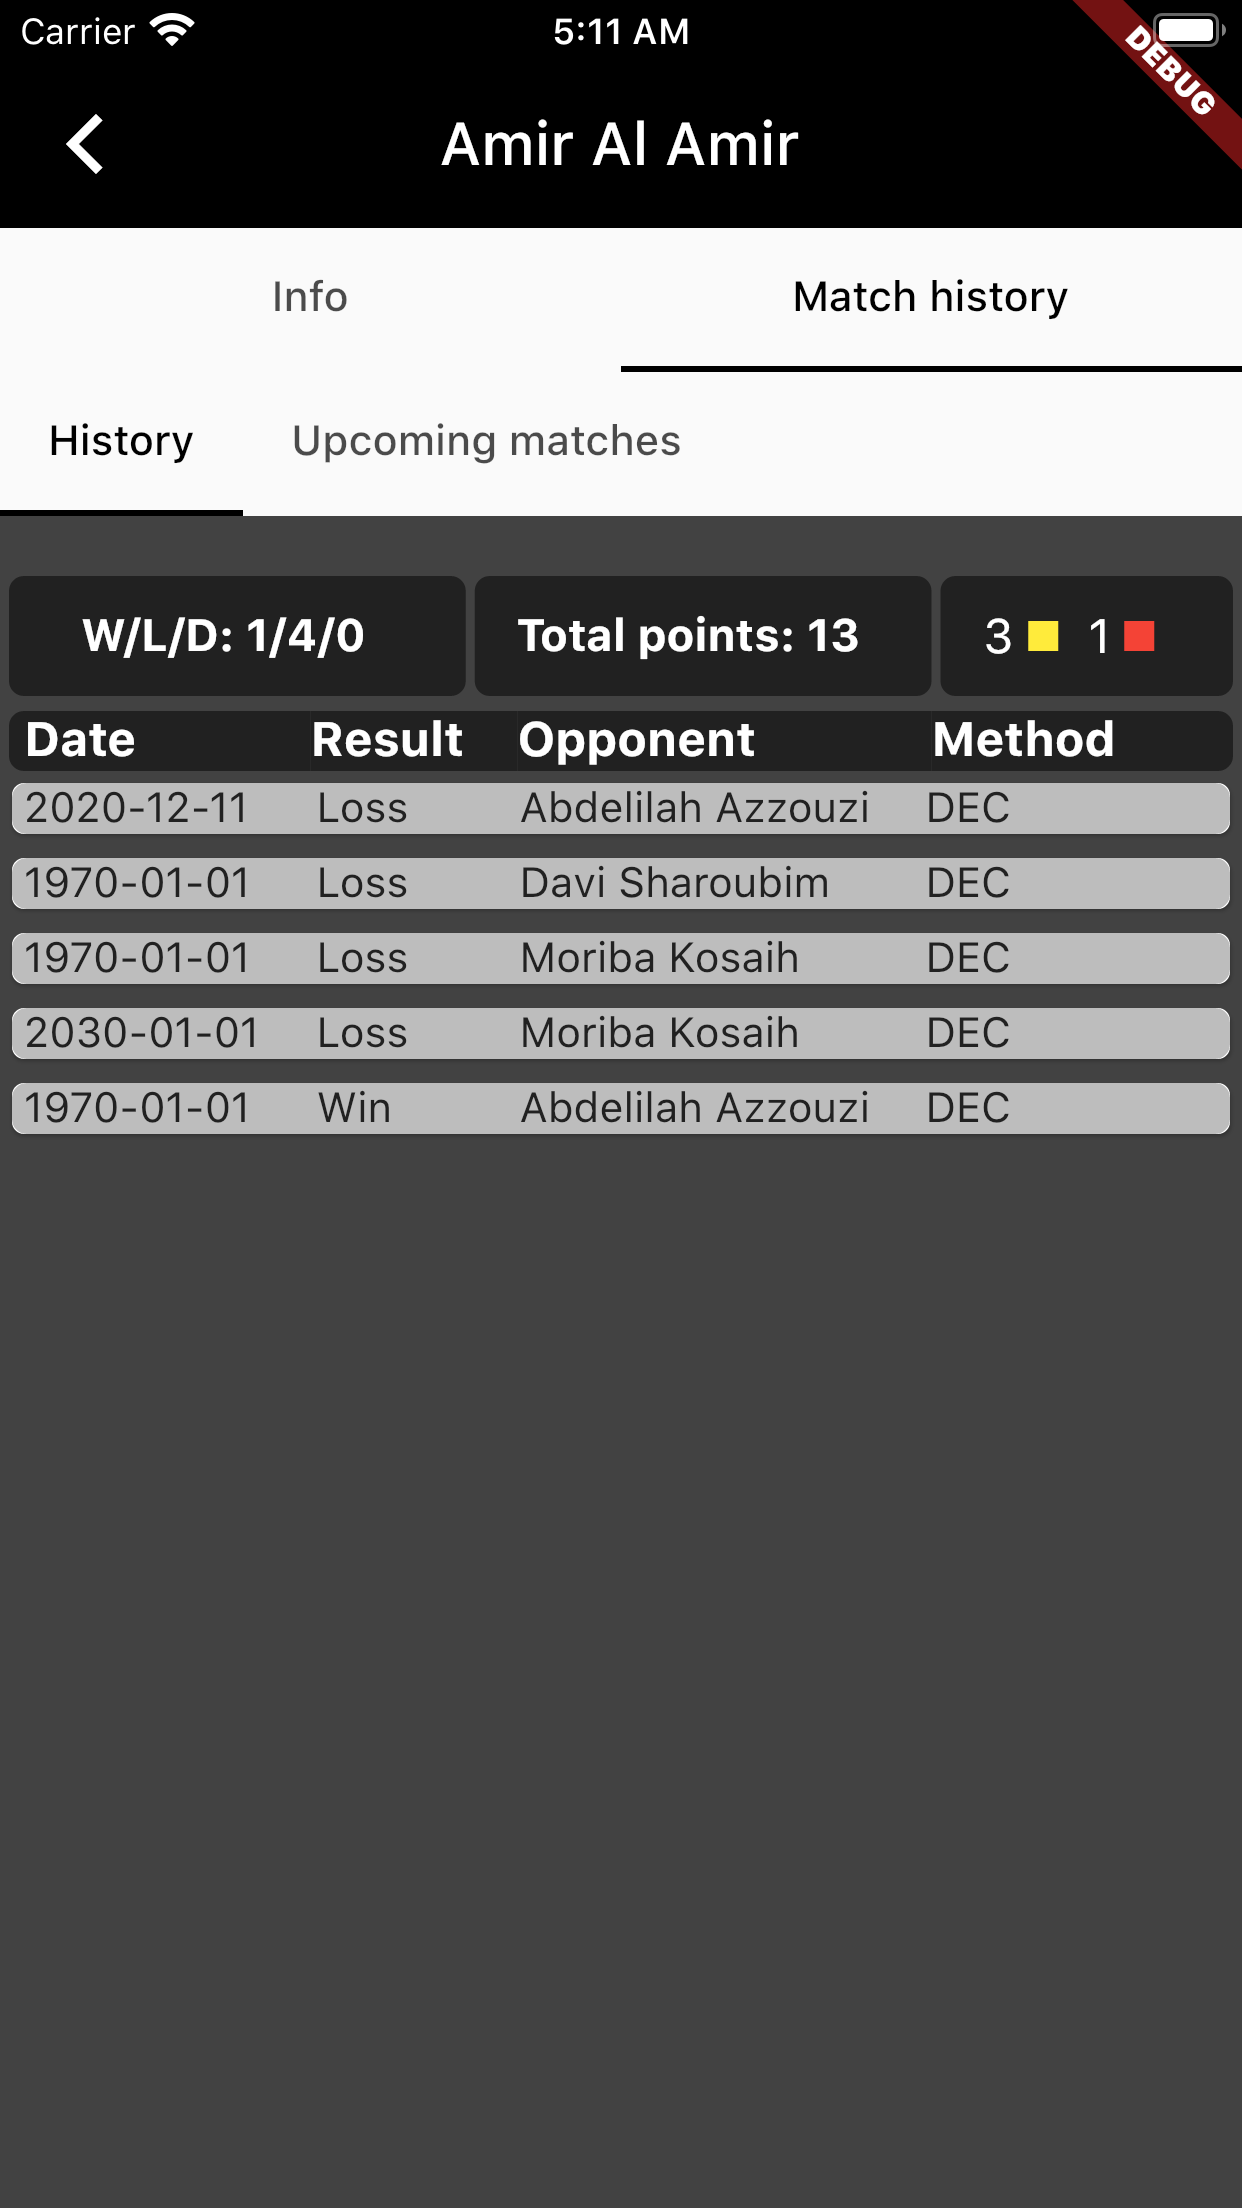 Carrier 5:11 AM
DEBUG
Amir Al Amir
Info Match history
History Upcoming matches
W/L/D: 1/4/0 Total points: 13 3 1
Date Result Opponent Method
2020-12-11 Loss Abdelilah Azzouzi DEC
1970-01-01 Loss Davi Sharoubim DEC
1970-01-01 Loss Moriba Kosaih DEC
2030-01-01 Loss Moriba Kosaih DEC
1970-01-01 Win Abdelilah Azzouzi DEC